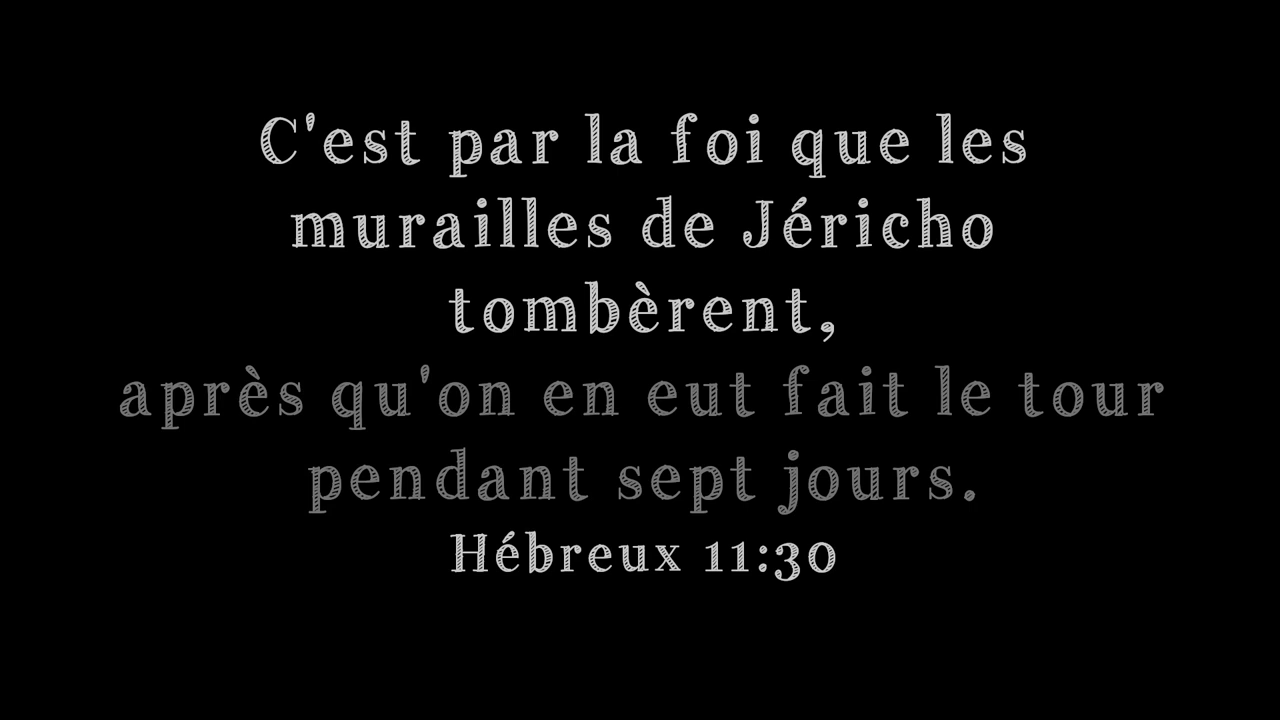 C'est par la foi que les
murailles de Jéricho
tombèrent,
après qu'on en eut fait le tour
pendant sept jours.
Hébreux 11:30